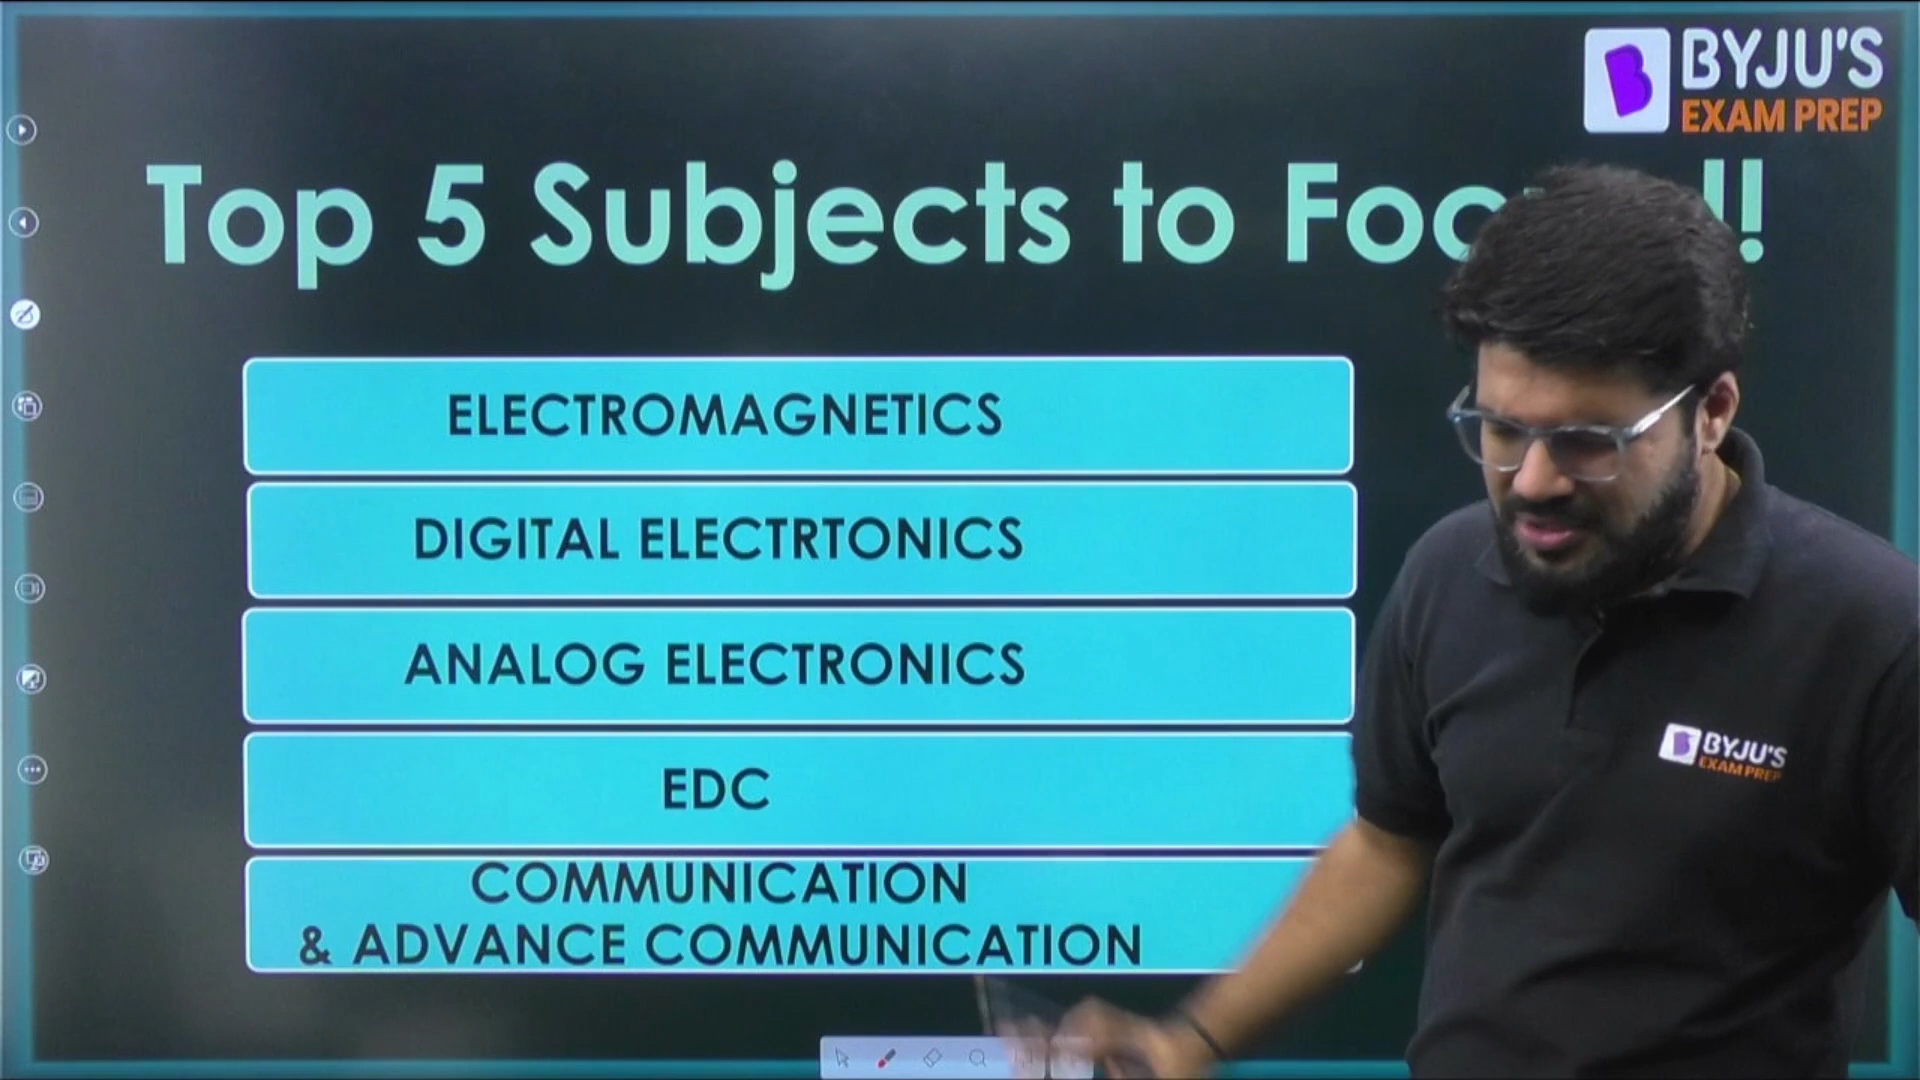 BYJU'S
EXAM PREP
Top 5 Subjects to !!
ELECTROMAGNETICS
DIGITAL ELECTRTONICS
ANALOG ELECTRONICS
EDC
COMMUNICATION
& ADVANCE COMMUNICATION
BYJU'S
EXAM PREP